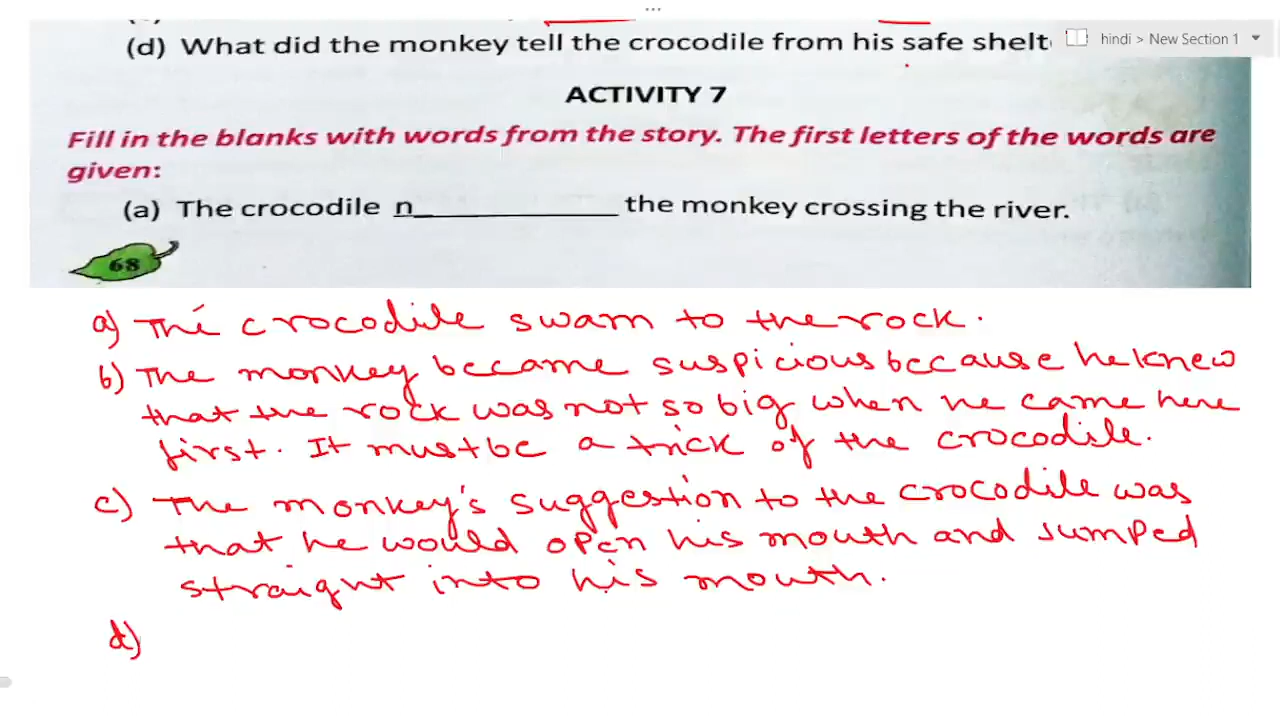 (d) What did the monkey tell the crocodile from his safe shelt
hindi > New Section 1
ACTIVITY 7
Fill in the blanks with words from the story. The first letters of the words are
given:
(a) The crocodile n__________ the monkey crossing the river.
68
a) The crocodile swam to the rock.
b) The monkey became suspicious because he knew
that the rock was not so big when he came here
first. It must be a trick of the crocodile.
c) The monkey's suggestion to the crocodile was
that he would open his mouth and jumped
straight into his mouth.
d)